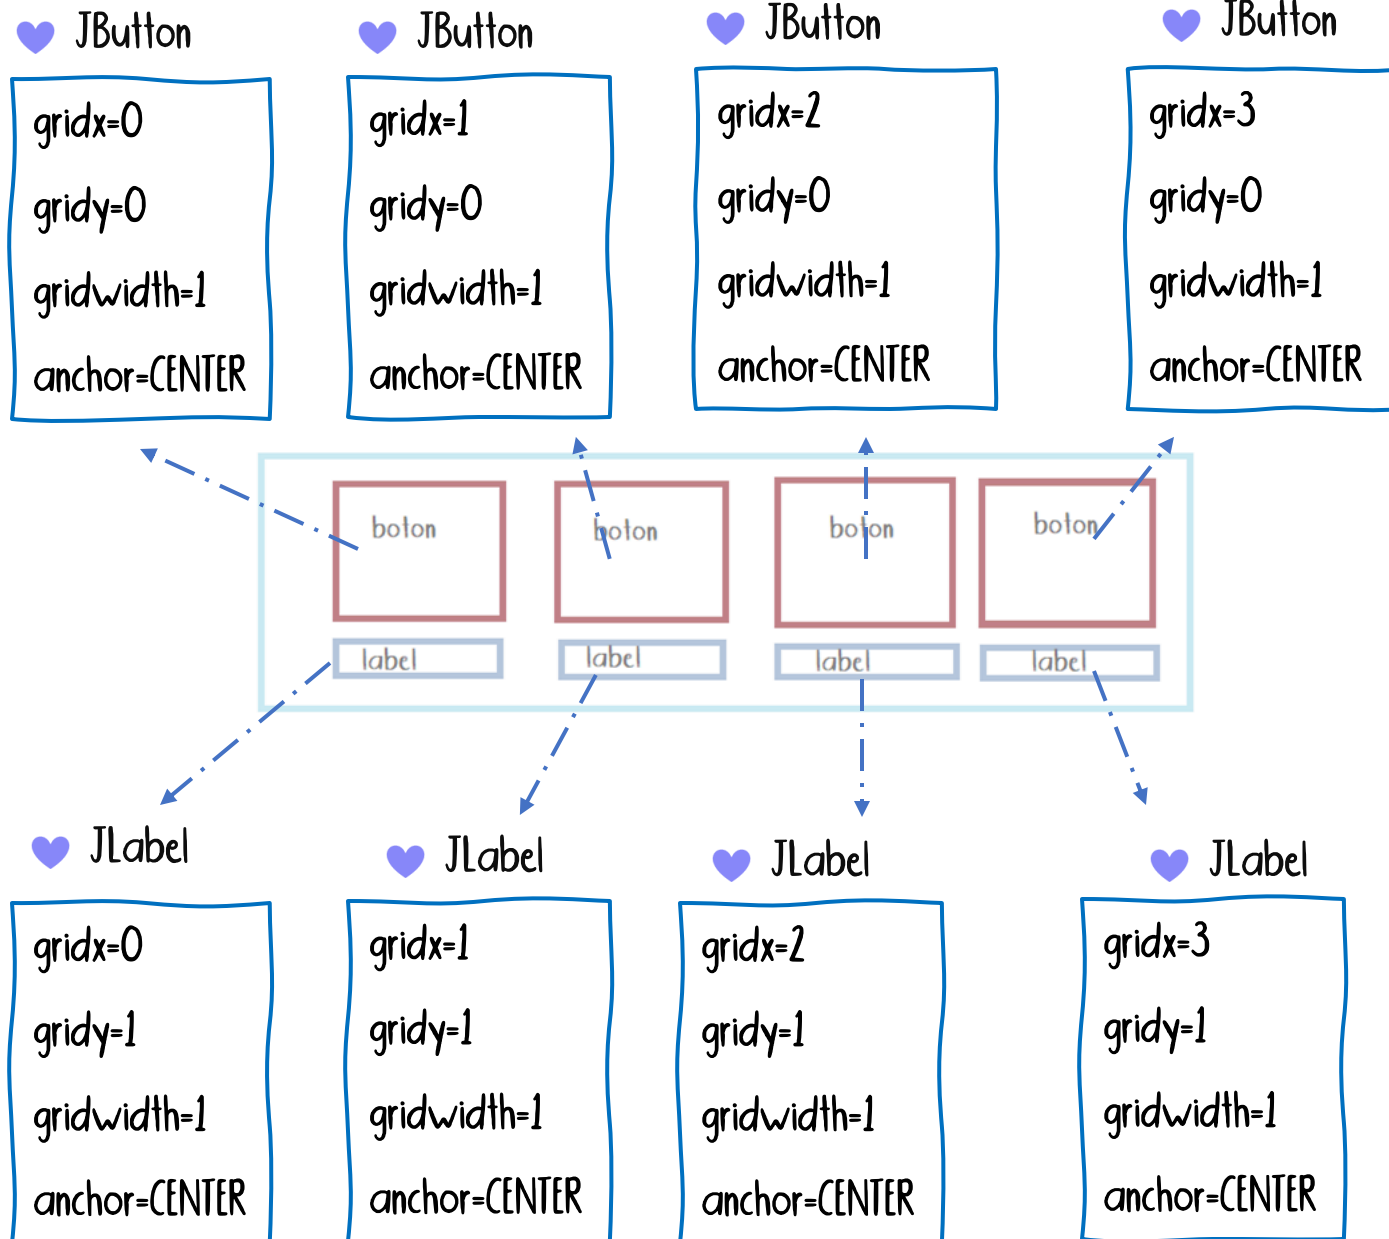 JButton
gridx=0
gridy=0
gridwidth=1
anchor=CENTER
JButton
gridx=1
gridy=0
gridwidth=1
anchor=CENTER
JButton
gridx=2
gridy=0
gridwidth=1
anchor=CENTER
JButton
gridx=3
gridy=0
gridwidth=1
anchor=CENTER
boton
boton
boton
boton
label
label
label
label
JLabel
gridx=0
gridy=1
gridwidth=1
anchor=CENTER
JLabel
gridx=1
gridy=1
gridwidth=1
anchor=CENTER
JLabel
gridx=2
gridy=1
gridwidth=1
anchor=CENTER
JLabel
gridx=3
gridy=1
gridwidth=1
anchor=CENTER